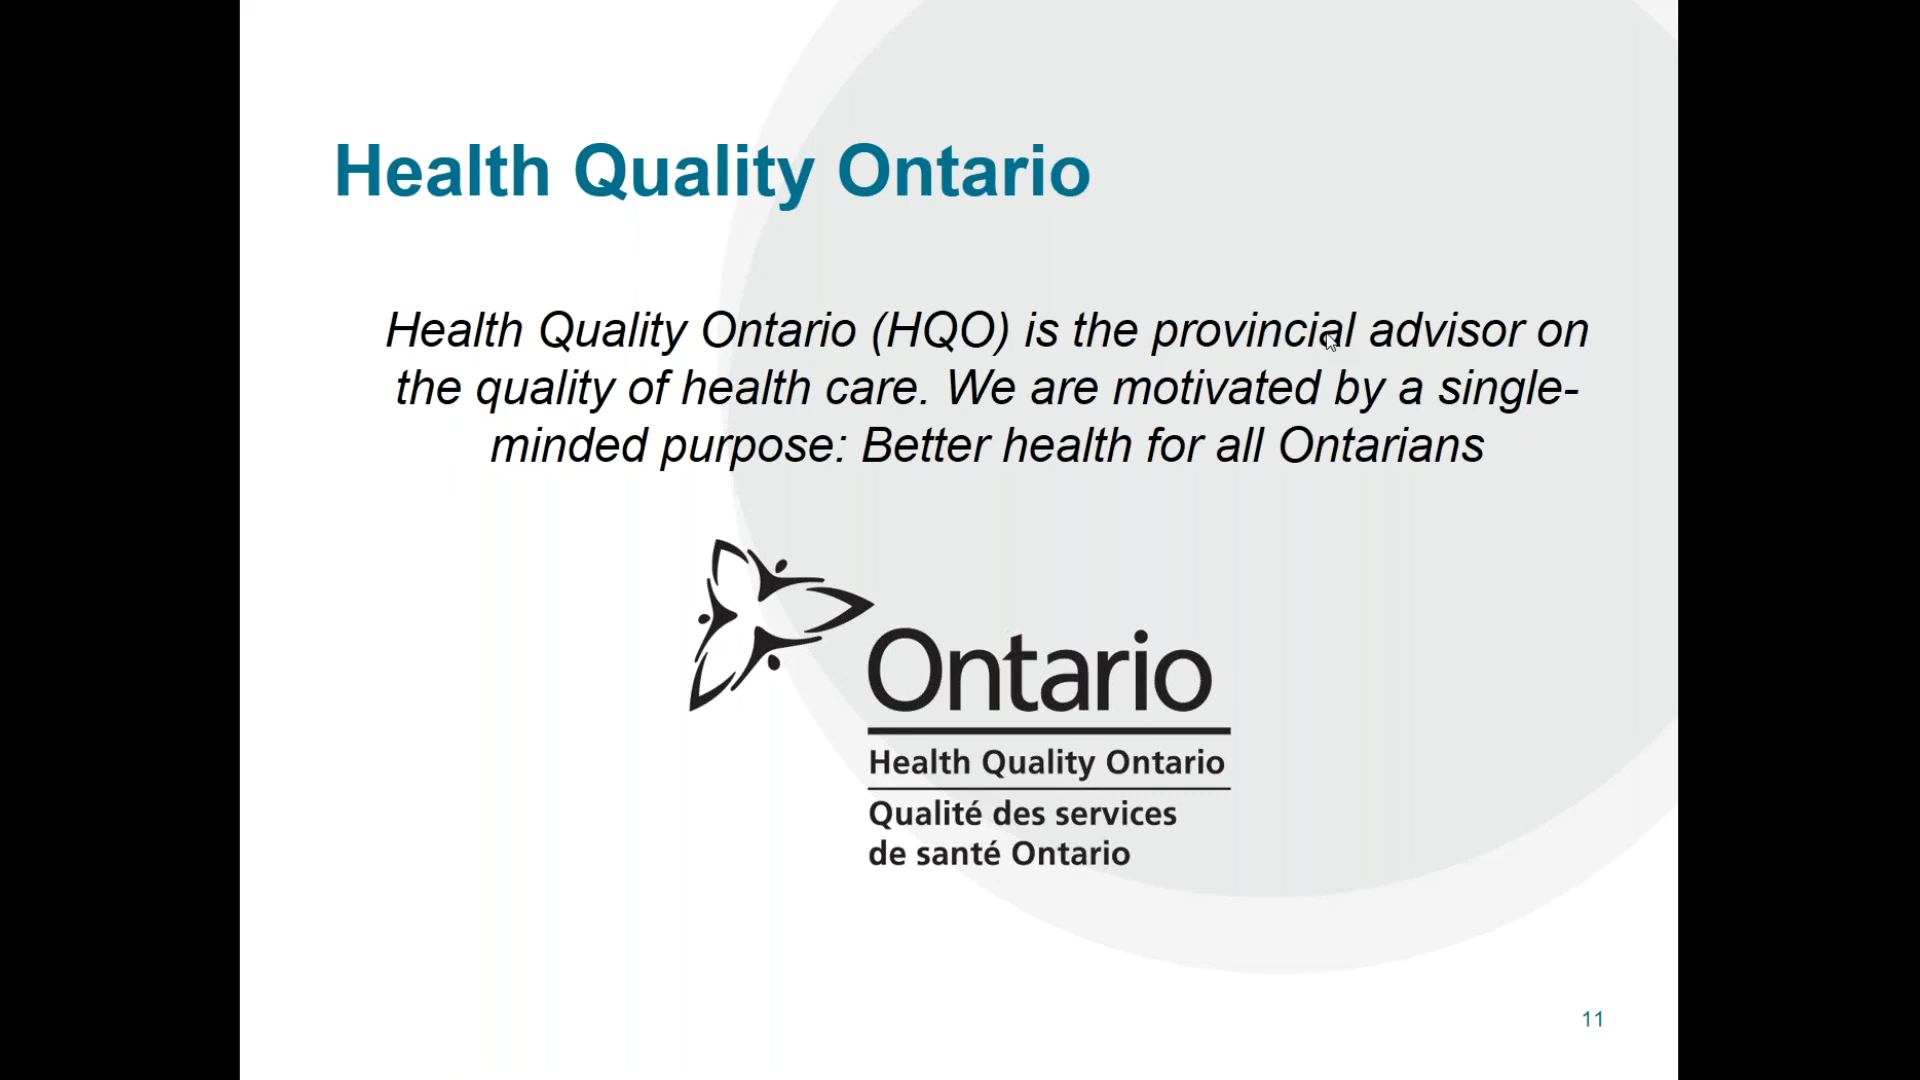 Health Quality Ontario
Health Quality Ontario (HQO) is the provincial advisor on
the quality of health care. We are motivated by a single-
minded purpose: Better health for all Ontarians
Ontario
Health Quality Ontario
Qualité des services
de santé Ontario
11